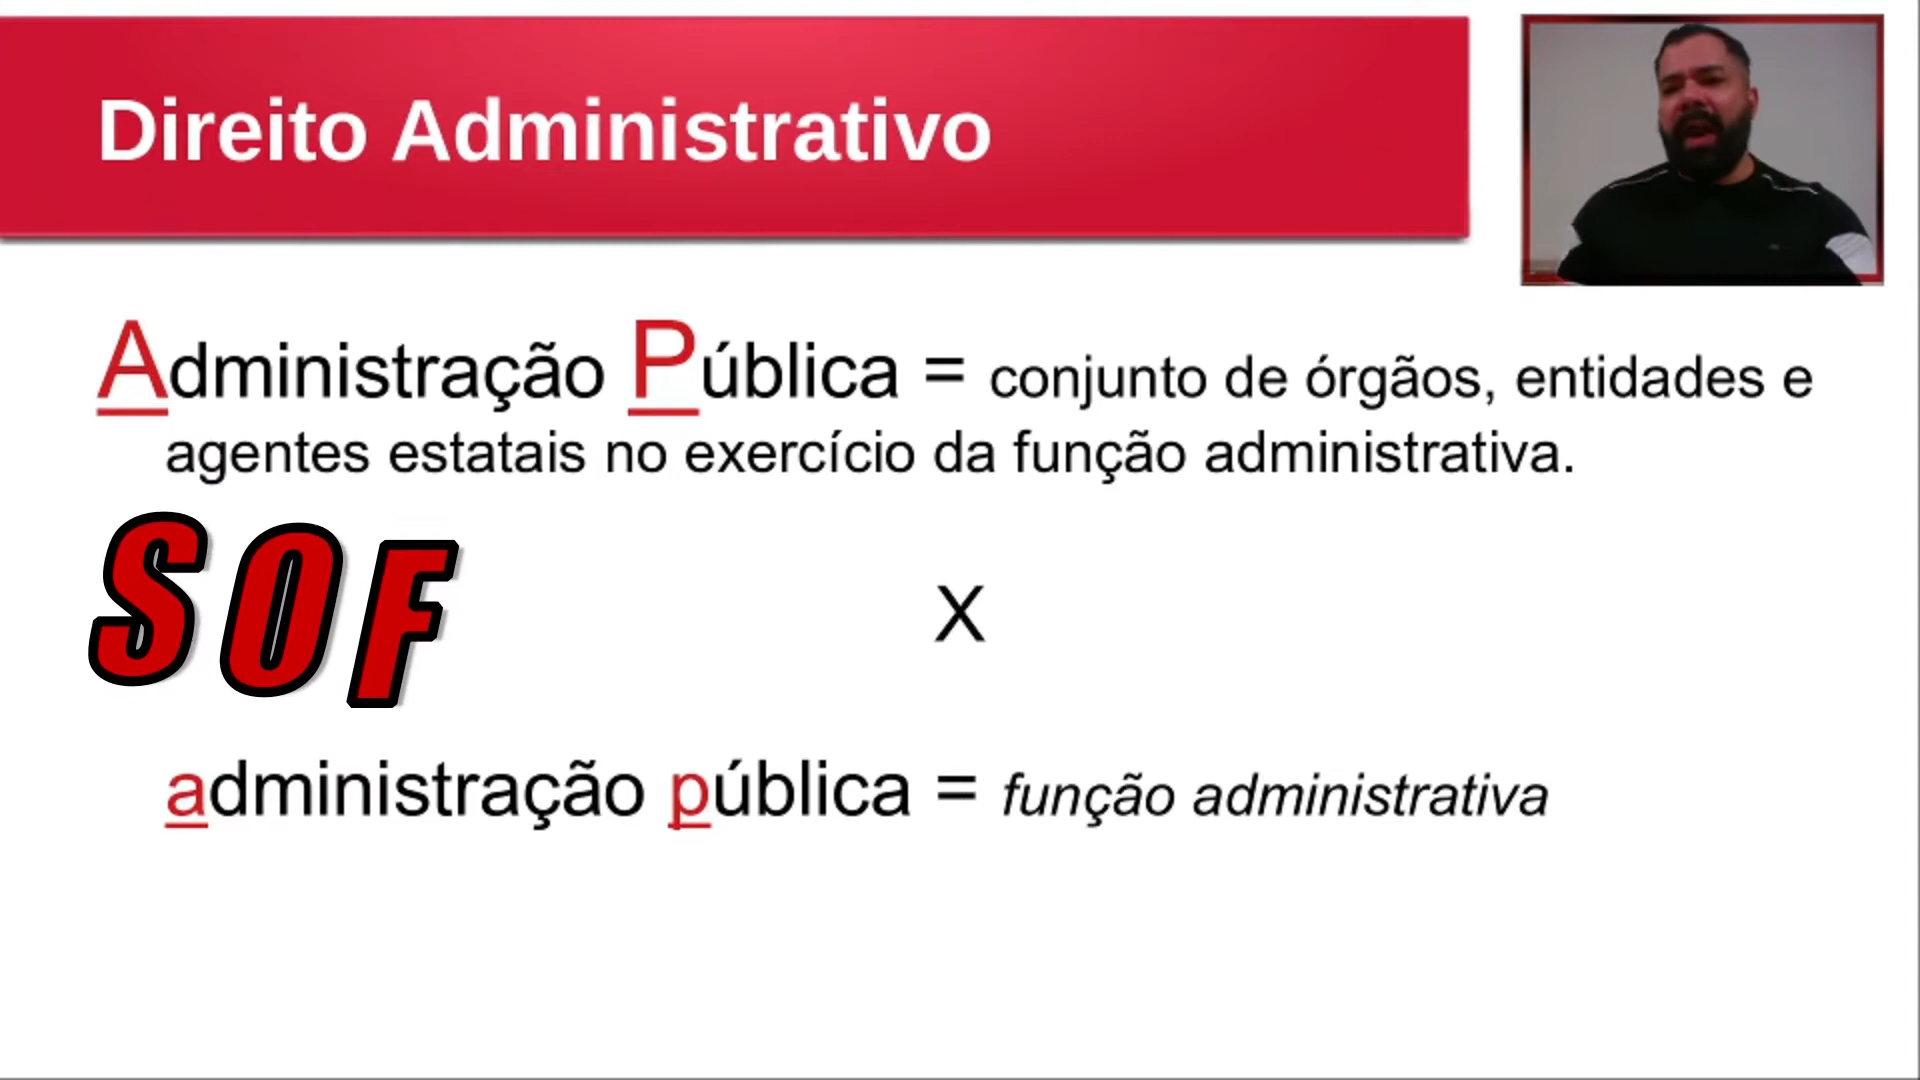 Direito Administrativo
Administração Pública = conjunto de órgãos, entidades e
agentes estatais no exercício da função administrativa.
SOF
X
administração pública = função administrativa